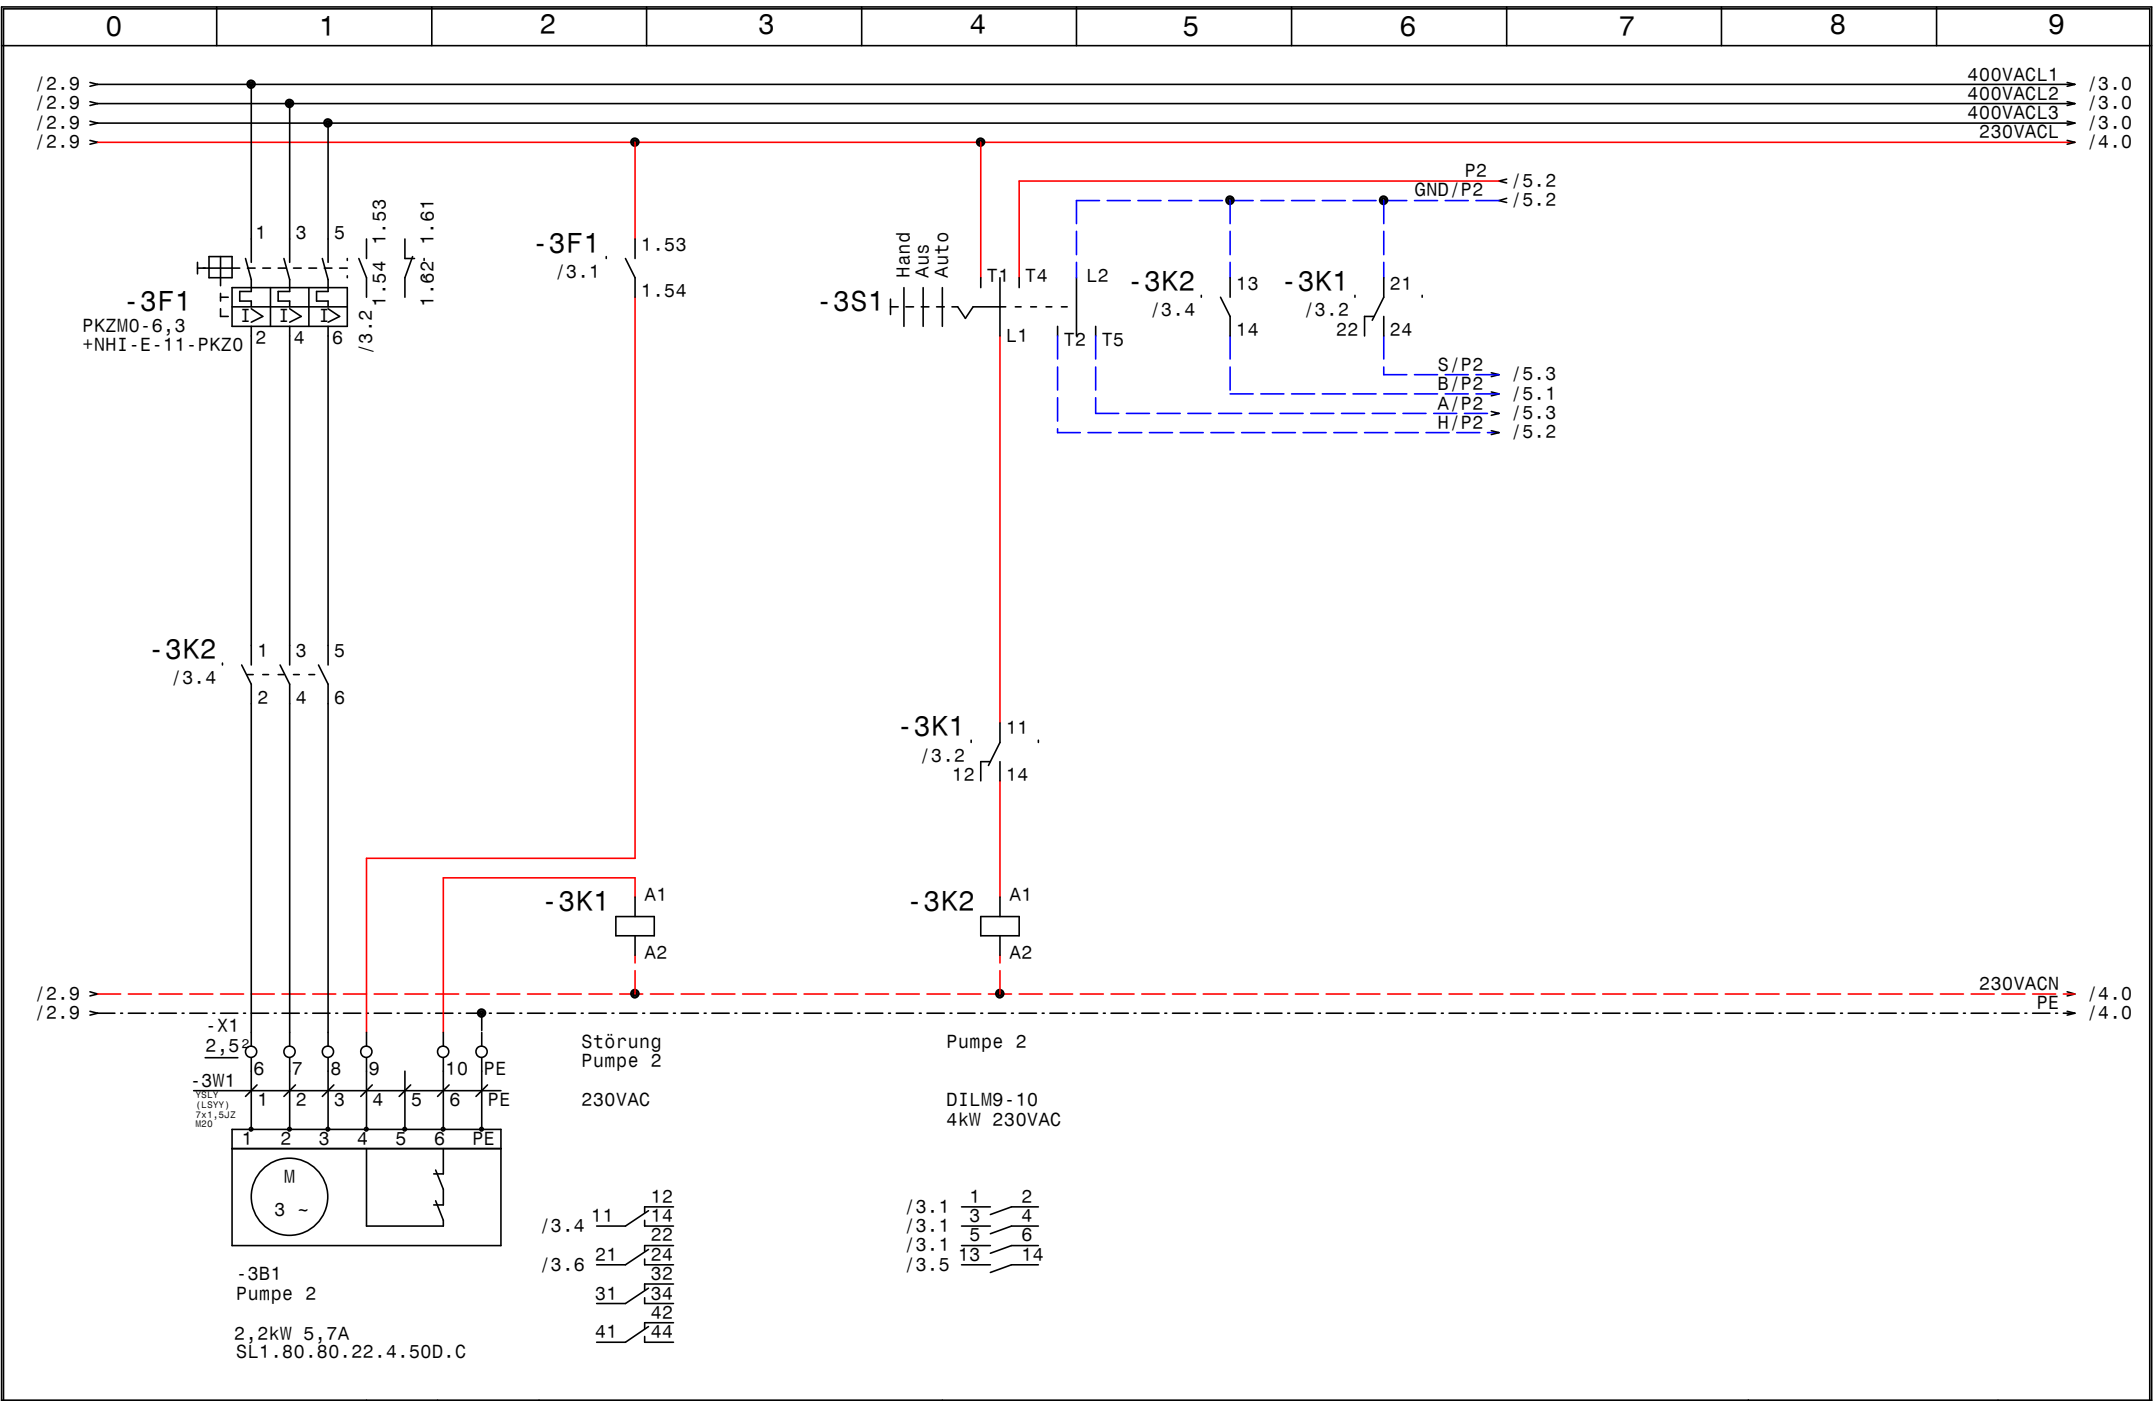 0 1 2 3 4 5 6 7 8 9
/2.9 400VACL1 /3.0
/2.9 400VACL2 /3.0
/2.9 400VACL3 /3.0
/2.9 230VACL /4.0
P2 /5.2
GND/P2 /5.2
1 3 5 1.53 1.61
1.54 1.62
-3F1
PKZM0-6,3
+NHI-E-11-PKZ0
2 4 6 /3.2
-3F1 1.53
/3.1
1.54
Hand
Aus
Auto
T1 T4 L2
-3S1
L1 T2 T5
-3K2 13
/3.4
14
-3K1 21
/3.2
22 24
S/P2 /5.3
B/P2 /5.1
A/P2 /5.3
H/P2 /5.2
-3K2 1 3 5
/3.4
2 4 6
-3K1 11
/3.2
12 14
-3K1 A1
A2
-3K2 A1
A2
/2.9 230VACN /4.0
/2.9 PE /4.0
-X1
2,5²
6 7 8 9 10 PE
-3W1
YSLY
(LSYY)
7x1,5JZ
M20
1 2 3 4 5 6 PE
1 2 3 4 5 6 PE
M
3 ~
-3B1
Pumpe 2
2,2kW 5,7A
SL1.80.80.22.4.50D.C
Störung
Pumpe 2
230VAC
Pumpe 2
DILM9-10
4kW 230VAC
12
/3.4 11 14
22
/3.6 21 24
32
31 34
42
41 44
/3.1 1 2
/3.1 3 4
/3.1 5 6
/3.5 13 14